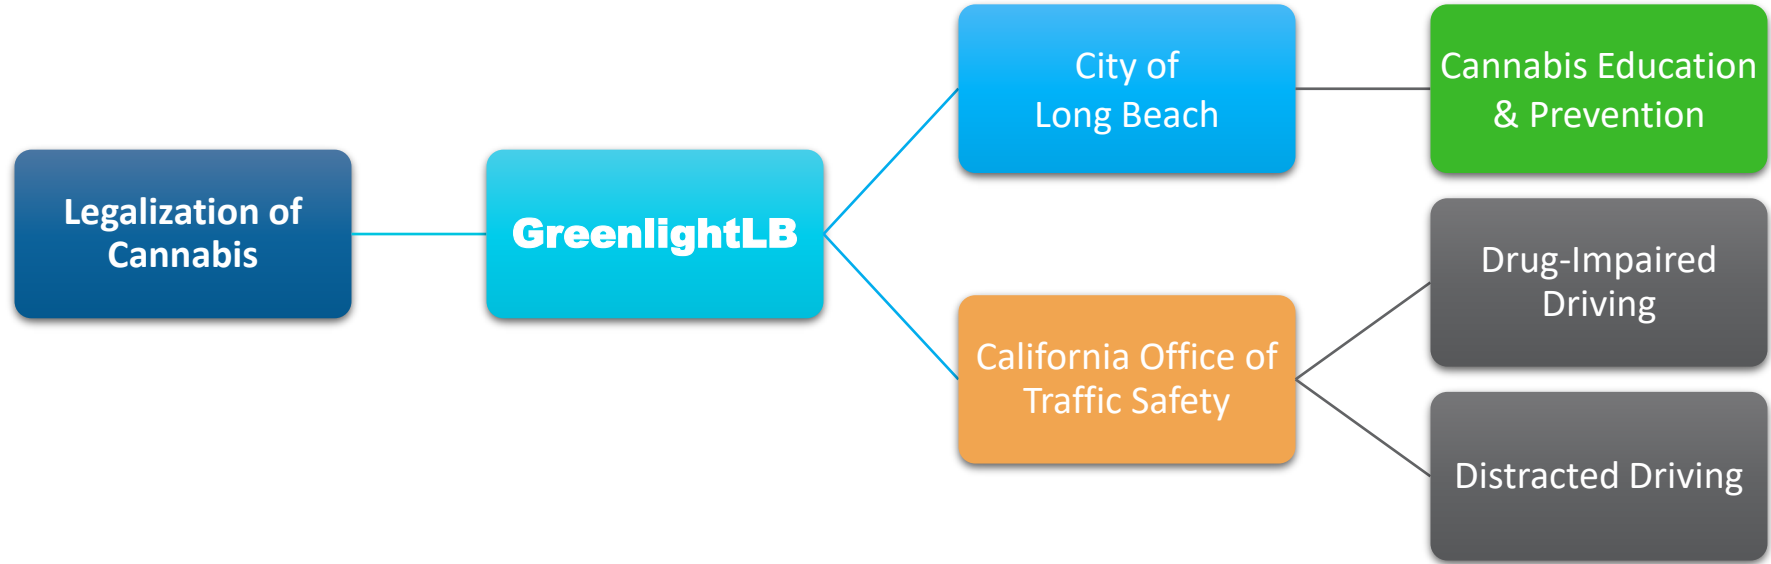 Legalization of
Cannabis
GreenlightLB
City of
Long Beach
Cannabis Education
& Prevention
California Office of
Traffic Safety
Drug-Impaired
Driving
Distracted Driving